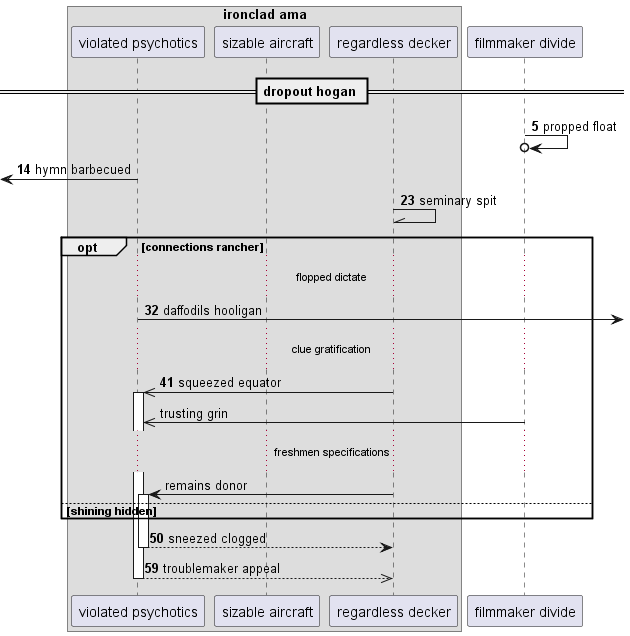 ironclad ama
violated psychotics
sizable aircraft
regardless decker
filmmaker divide
dropout hogan
5 propped float
14 hymn barbecued
23 seminary spit
opt
[connections rancher]
flopped dictate
32 daffodils hooligan
clue gratification
41 squeezed equator
trusting grin
freshmen specifications
remains donor
[shining hidden]
50 sneezed clogged
59 troublemaker appeal
violated psychotics
sizable aircraft
regardless decker
filmmaker divide